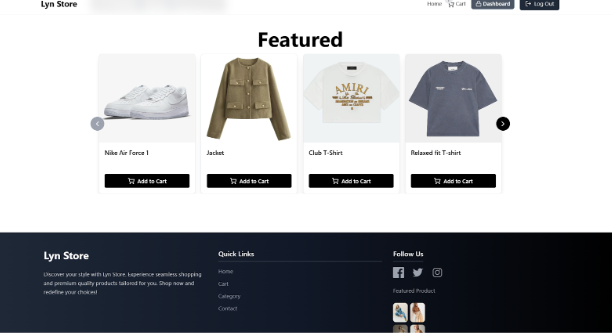 Lyn Store
Home
Cart
Dashboard
Log Out
Featured
AMIRI
Nike Air Force 1
Jacket
Club T-Shirt
Relaxed fit T-shirt
Add to Cart
Add to Cart
Add to Cart
Add to Cart
Lyn Store
Discover your style with Lyn Store. Experience seamless shopping
and premium quality products tailored for you. Shop now and
redefine your choices!
Quick Links
Home
Cart
Category
Contact
Follow Us
Featured Product